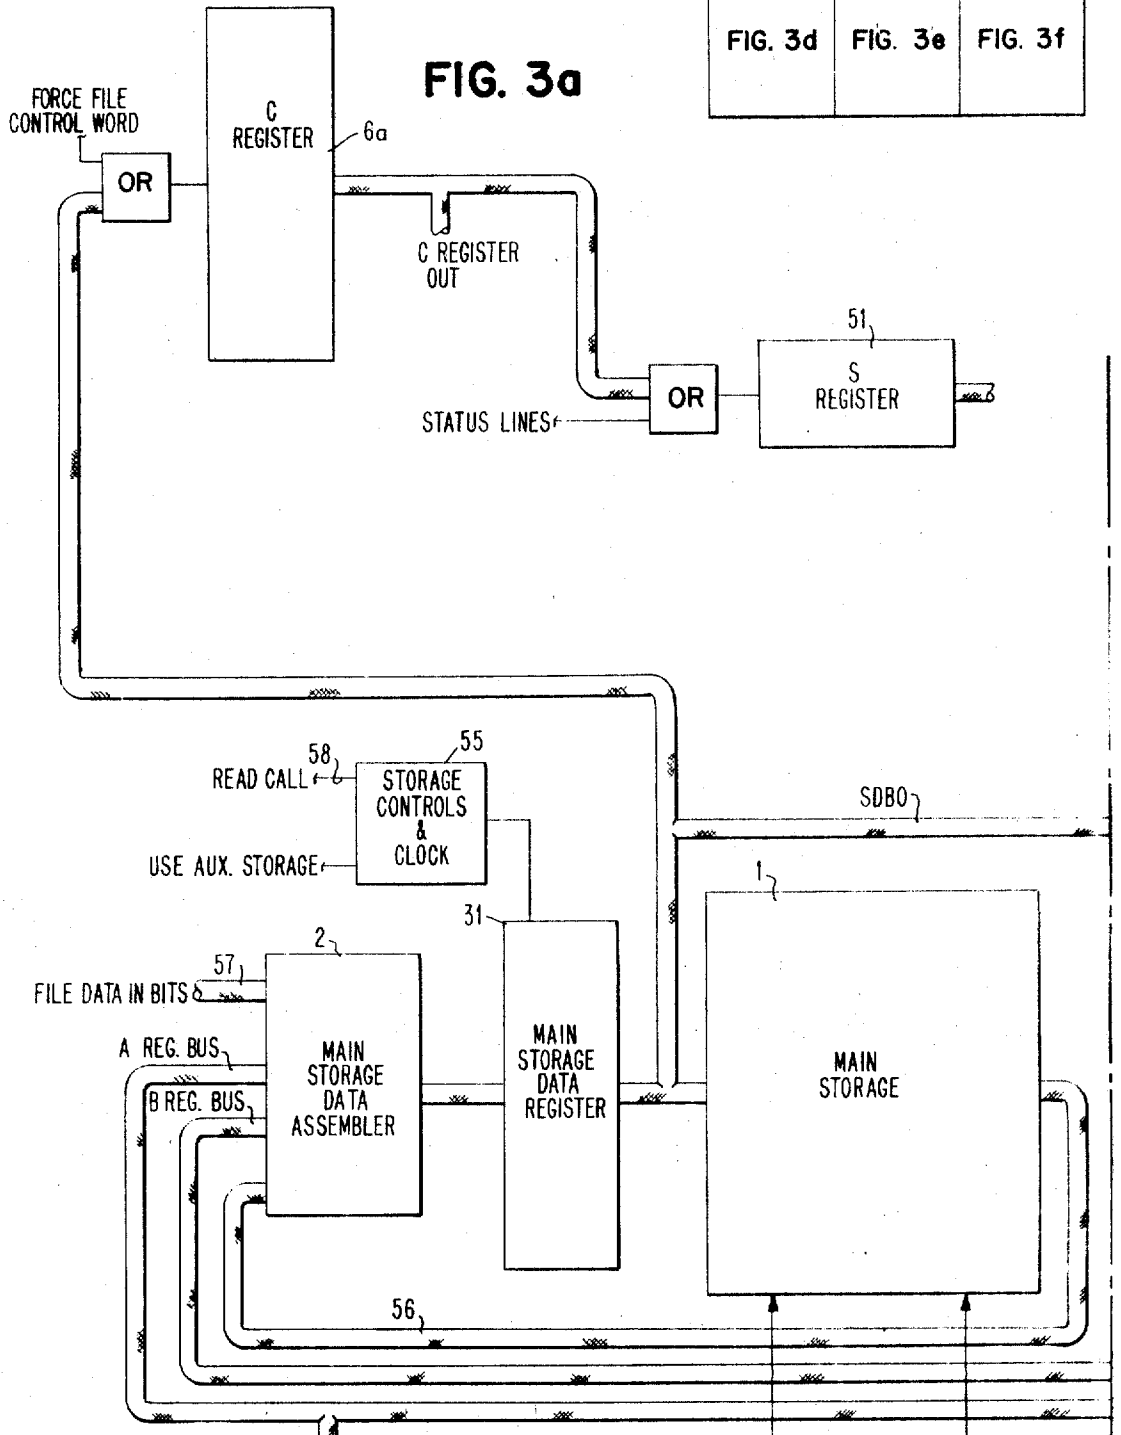 FIG. 3d FIG. 3e FIG. 3f
FIG. 3a
FORCE FILE
CONTROL WORD
OR
C
REGISTER
6a
C REGISTER
OUT
51
S
REGISTER
OR
STATUS LINES
58
55
READ CALL
STORAGE
CONTROLS
&
CLOCK
USE AUX. STORAGE
SDBO
1
31
2
57
FILE DATA IN BITS
A REG. BUS
B REG. BUS
MAIN
STORAGE
DATA
ASSEMBLER
MAIN
STORAGE
DATA
REGISTER
MAIN
STORAGE
56